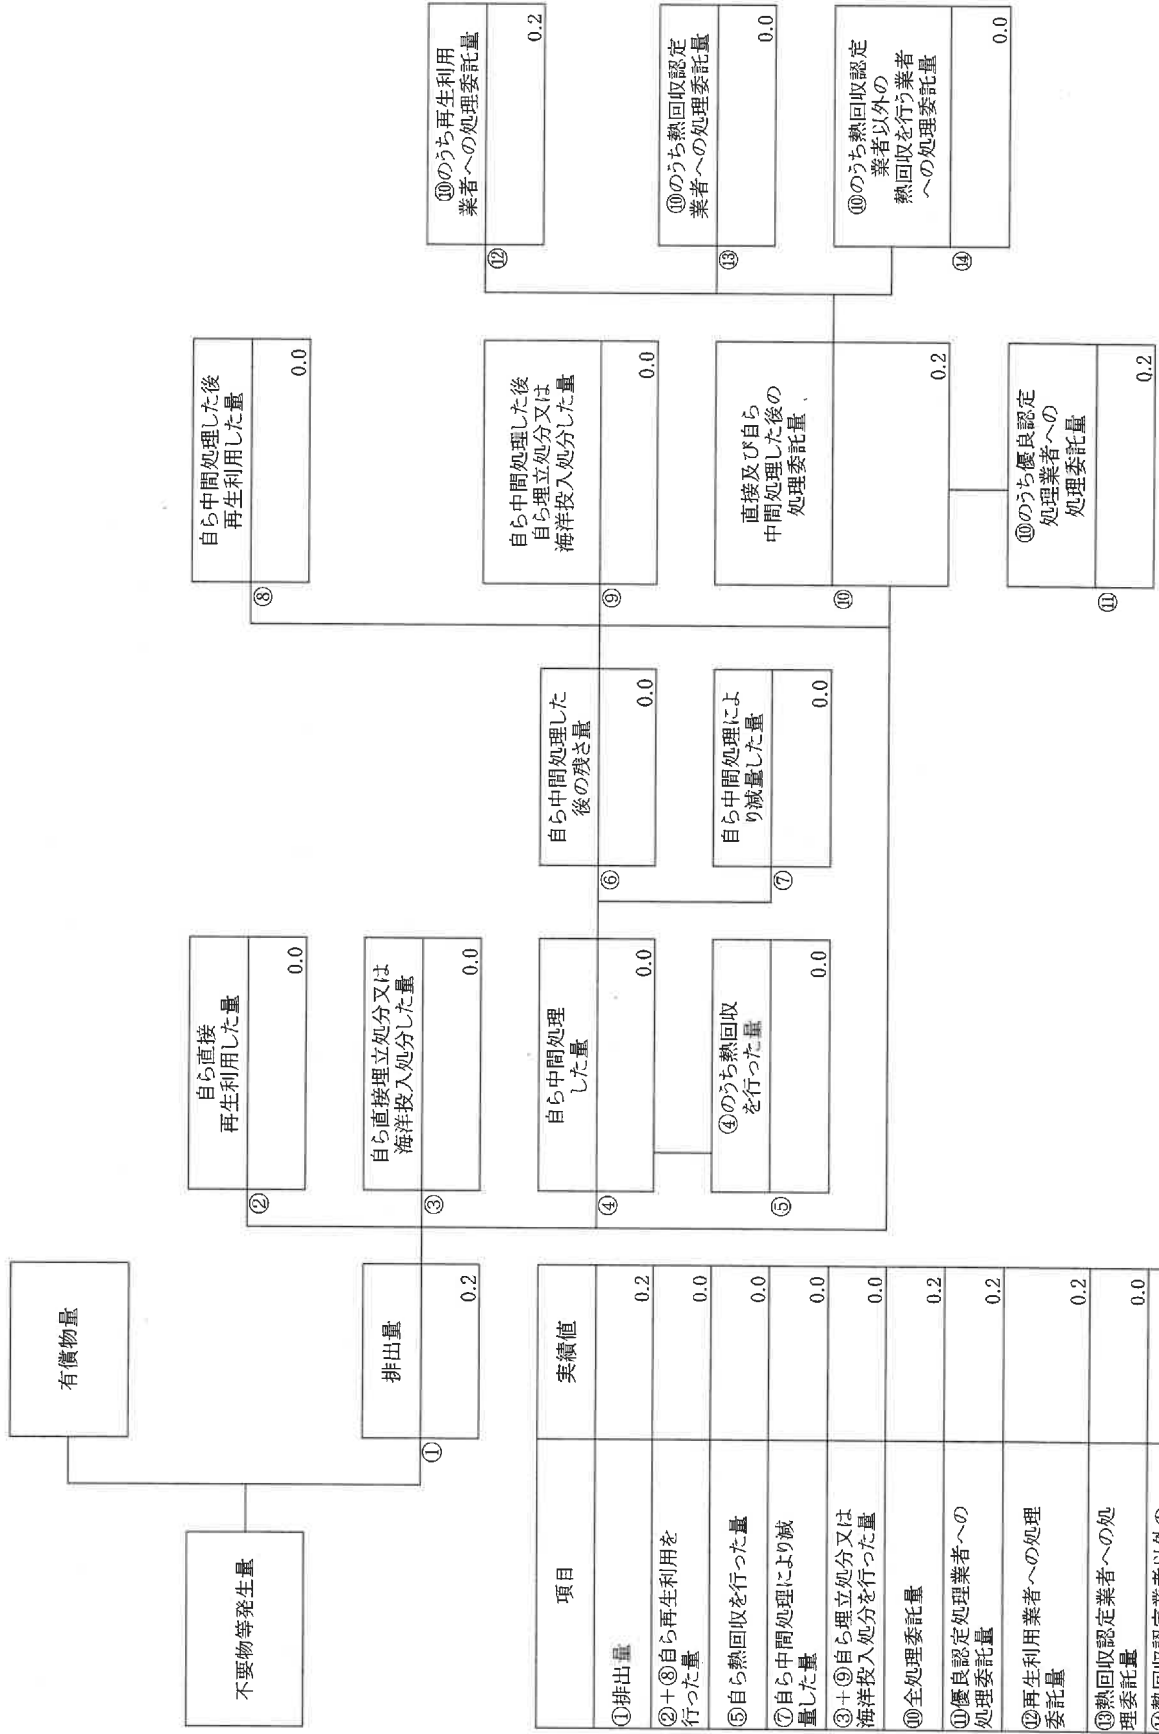 不要物等発生量
有償物量
排出量
①
0.2
自ら直接
再生利用した量
②
0.0
自ら直接埋立処分又は
海洋投入処分した量
③
0.0
自ら中間処理
した量
④
0.0
④のうち熱回収
を行った量
⑤
0.0
自ら中間処理した
後の残さ量
⑥
0.0
自ら中間処理によ
り減量した量
⑦
0.0
自ら中間処理した後
再生利用した量
⑧
0.0
自ら中間処理した後
自ら埋立処分又は
海洋投入処分した量
⑨
0.0
直接及び自ら
中間処理した後の
処理委託量
⑩
0.2
⑩のうち優良認定
処理業者への
処理委託量
⑪
0.2
⑩のうち再生利用
業者への処理委託量
⑫
0.2
⑩のうち熱回収認定
業者への処理委託量
⑬
0.0
⑩のうち熱回収認定
業者以外の
熱回収を行う業者
への処理委託量
⑭
0.0
項目 実績値
①排出量 0.2
②+⑧自ら再生利用を
行った量 0.0
⑤自ら熱回収を行った量 0.0
⑦自ら中間処理により減
量した量 0.0
③+⑨自ら埋立処分又は
海洋投入処分を行った量 0.0
⑩全処理委託量 0.2
⑪優良認定処理業者への
処理委託量 0.2
⑫再生利用業者への処理
委託量 0.2
⑬熱回収認定業者への処
理委託量 0.0